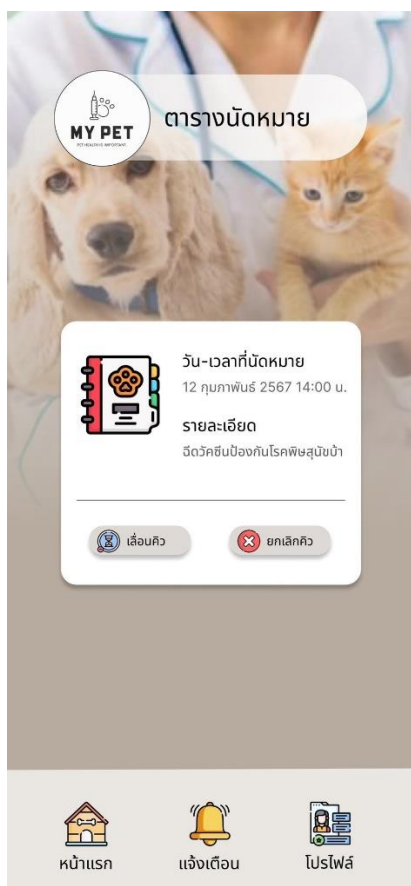 MY PET
PET HEALTH IS IMPORTANT
ตารางนัดหมาย
วัน-เวลาที่นัดหมาย
12 กุมภาพันธ์ 2567 14:00 น.
รายละเอียด
ฉีดวัคซีนป้องกันโรคพิษสุนัขบ้า
เลื่อนคิว
ยกเลิกคิว
หน้าแรก
แจ้งเตือน
โปรไฟล์